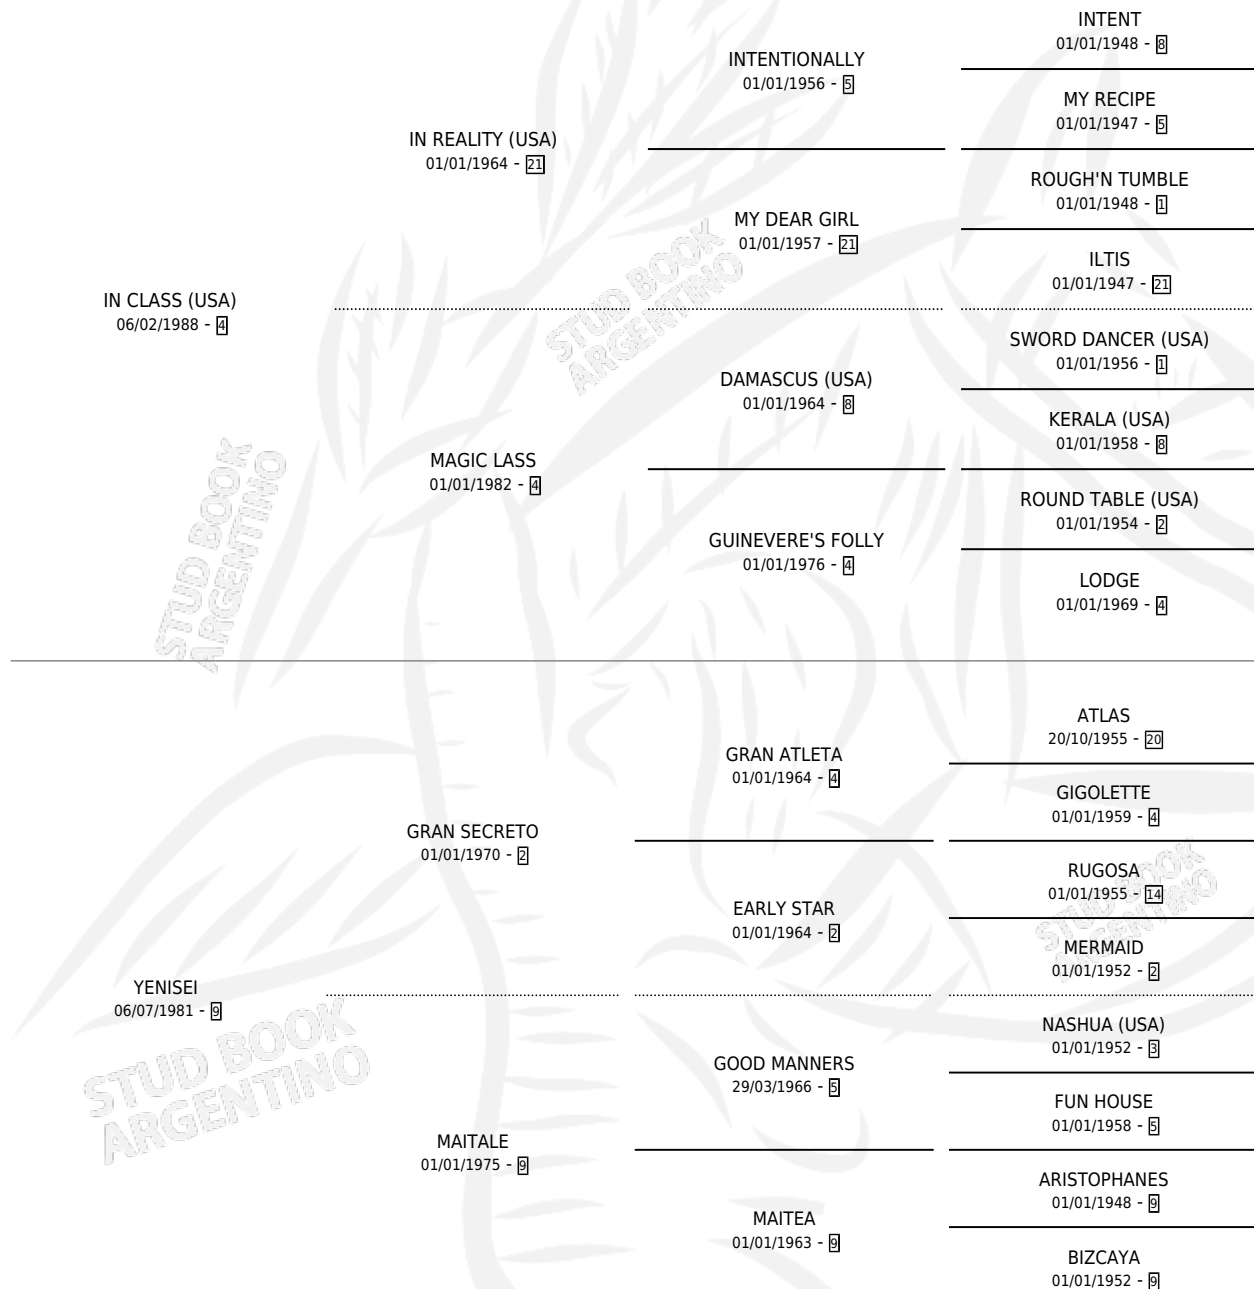 INTENT
01/01/1948 - 8
INTENTIONALLY
01/01/1956 - 5
MY RECIPE
01/01/1947 - 5
IN REALITY (USA)
01/01/1964 - 21
ROUGH'N TUMBLE
01/01/1948 - 1
MY DEAR GIRL
01/01/1957 - 21
ILTIS
01/01/1947 - 21
IN CLASS (USA)
06/02/1988 - 4
STUD BOOK
ARGENTINO
SWORD DANCER (USA)
01/01/1956 - 1
DAMASCUS (USA)
01/01/1964 - 8
KERALA (USA)
01/01/1958 - 8
MAGIC LASS
01/01/1982 - 4
ROUND TABLE (USA)
01/01/1954 - 2
GUINEVERE'S FOLLY
01/01/1976 - 4
LODGE
01/01/1969 - 4
STUD BOOK
ARGENTINO
ATLAS
20/10/1955 - 20
GRAN ATLETA
01/01/1964 - 4
GIGOLETTE
01/01/1959 - 4
GRAN SECRETO
01/01/1970 - 2
RUGOSA
01/01/1955 - 14
EARLY STAR
01/01/1964 - 2
STUD BOOK
ARGENTINO
MERMAID
01/01/1952 - 2
YENISEI
06/07/1981 - 9
NASHUA (USA)
01/01/1952 - 3
GOOD MANNERS
29/03/1966 - 5
STUD BOOK
ARGENTINO
FUN HOUSE
01/01/1958 - 5
MAITALE
01/01/1975 - 9
ARISTOPHANES
01/01/1948 - 9
MAITEA
01/01/1963 - 9
BIZCAYA
01/01/1952 - 9